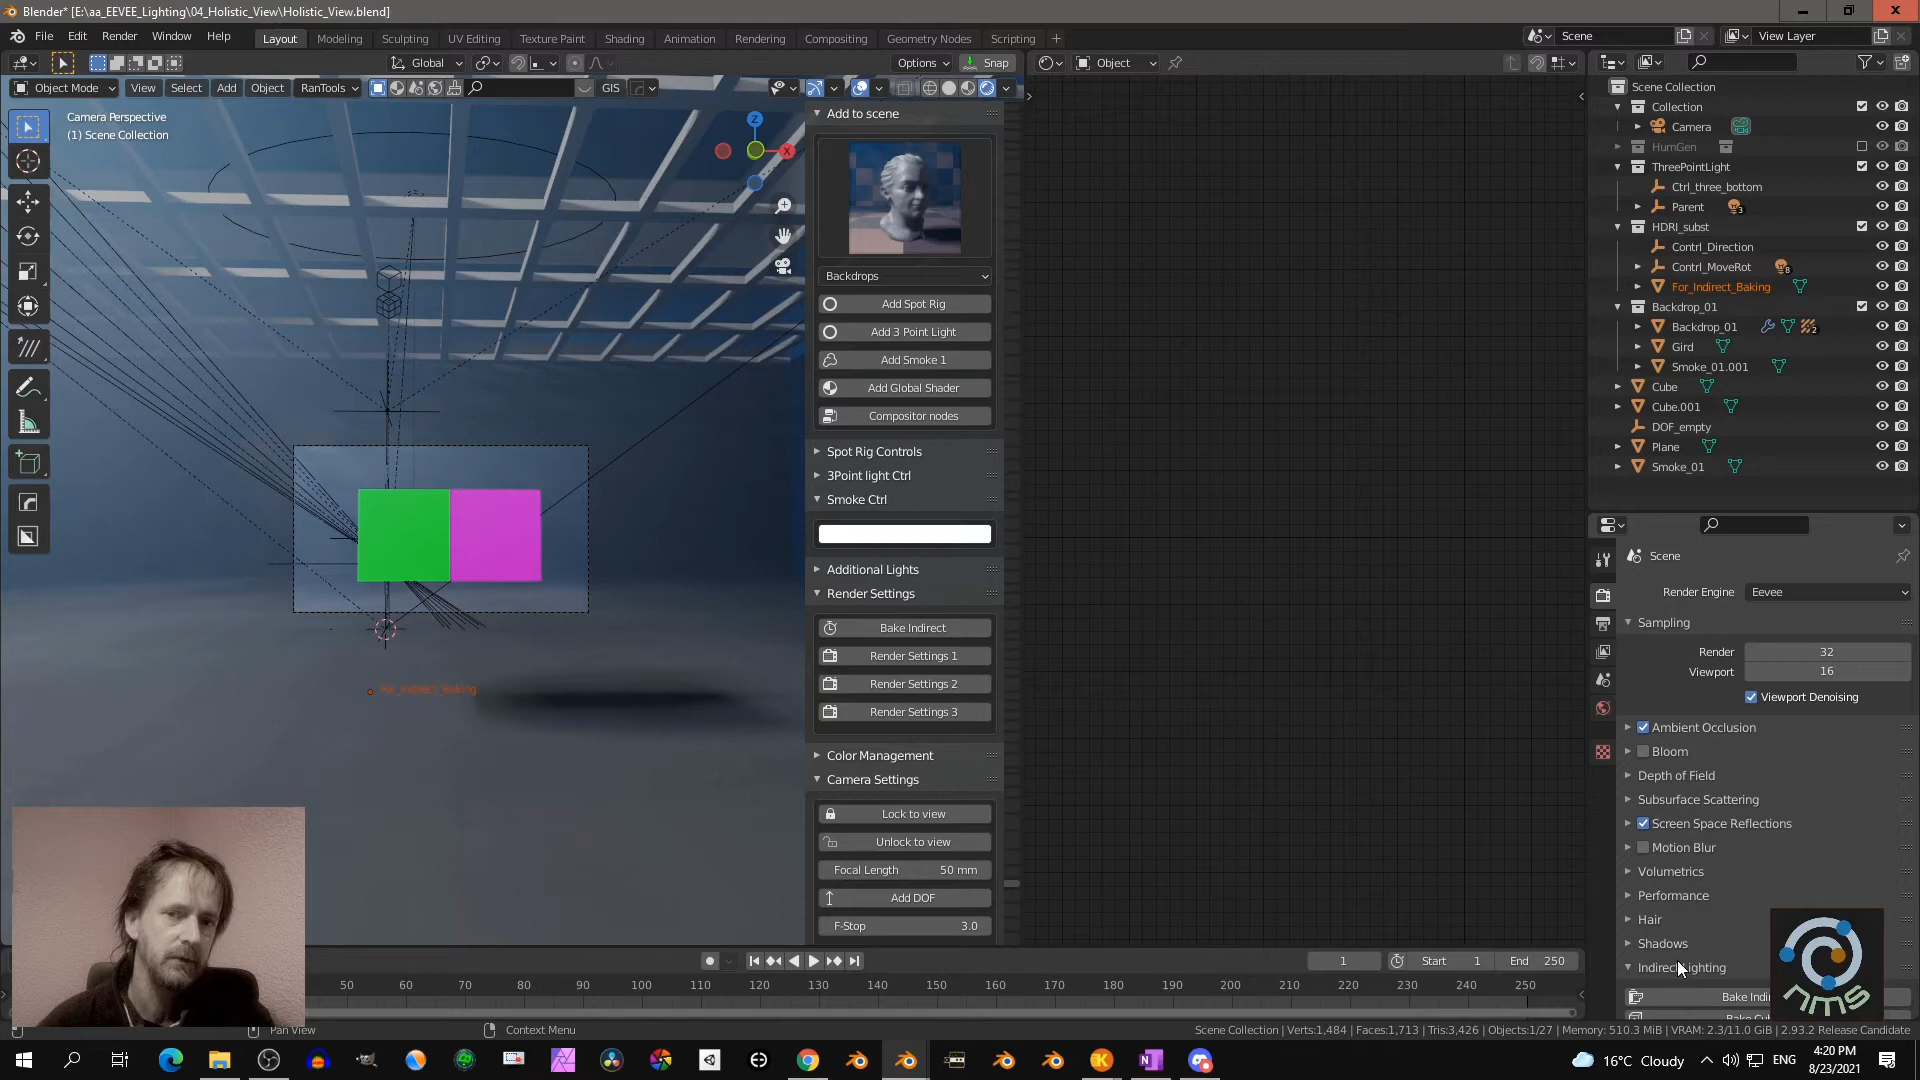 Blender* [E:\aa_EEVEE_Lighting\04_Holistic_View\Holistic_View.blend]
File Edit Render Window Help
Layout Modeling Sculpting UV Editing Texture Paint Shading Animation Rendering Compositing Geometry Nodes Scripting +
Scene
View Layer
Global
Options
Snap
Object
Object Mode
View Select Add Object RanTools
GIS
Camera Perspective
(1) Scene Collection
Z
X
For_Indirect_Baking
Add to scene
Backdrops
Add Spot Rig
Add 3 Point Light
Add Smoke 1
Add Global Shader
Compositor nodes
Spot Rig Controls
3Point light Ctrl
Smoke Ctrl
Additional Lights
Render Settings
Bake Indirect
Render Settings 1
Render Settings 2
Render Settings 3
Color Management
Camera Settings
Lock to view
Unlock to view
Focal Length 50 mm
Add DOF
F-Stop 3.0
Scene Collection
Collection
Camera
HumGen
ThreePointLight
Ctrl_three_bottom
Parent 3
HDRI_subst
Contrl_Direction
Contrl_MoveRot 8
For_Indirect_Baking
Backdrop_01
Backdrop_01 2
Gird
Smoke_01.001
Cube
Cube.001
DOF_empty
Plane
Smoke_01
Scene
Render Engine Eevee
Sampling
Render 32
Viewport 16
Viewport Denoising
Ambient Occlusion
Bloom
Depth of Field
Subsurface Scattering
Screen Space Reflections
Motion Blur
Volumetrics
Performance
Hair
Shadows
Indirect Lighting
Bake Indi
nms
1 Start 1 End 250
50 60 70 80 90 100 110 120 130 140 150 160 170 180 190 200 210 220 230 240 250
Pan View
Context Menu
Scene Collection | Verts:1,484 | Faces:1,713 | Tris:3,426 | Objects:1/27 | Memory: 510.3 MiB | VRAM: 2.3/11.0 GiB | 2.93.2 Release Candidate
16°C Cloudy
ENG
4:20 PM
8/23/2021